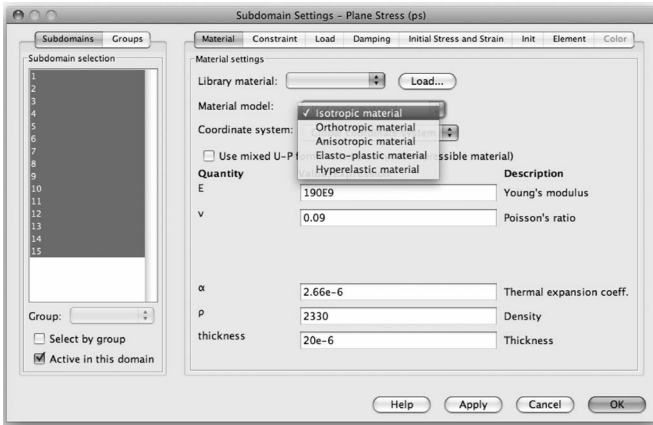 Subdomain Settings – Plane Stress (ps)
Subdomains Groups
Subdomain selection
1
2
3
4
5
6
7
8
9
10
11
12
13
14
15
Group:
Select by group
Active in this domain
Material Constraint Load Damping Initial Stress and Strain Init Element Color
Material settings
Library material: Load...
Material model:
✓ Isotropic material
Orthotropic material
Anisotropic material
Elasto-plastic material
Hyperelastic material
Coordinate system:
Use mixed U-P ssible material)
Quantity Description
E 190E9 Young's modulus
ν 0.09 Poisson's ratio
α 2.66e-6 Thermal expansion coeff.
ρ 2330 Density
thickness 20e-6 Thickness
Help Apply Cancel OK